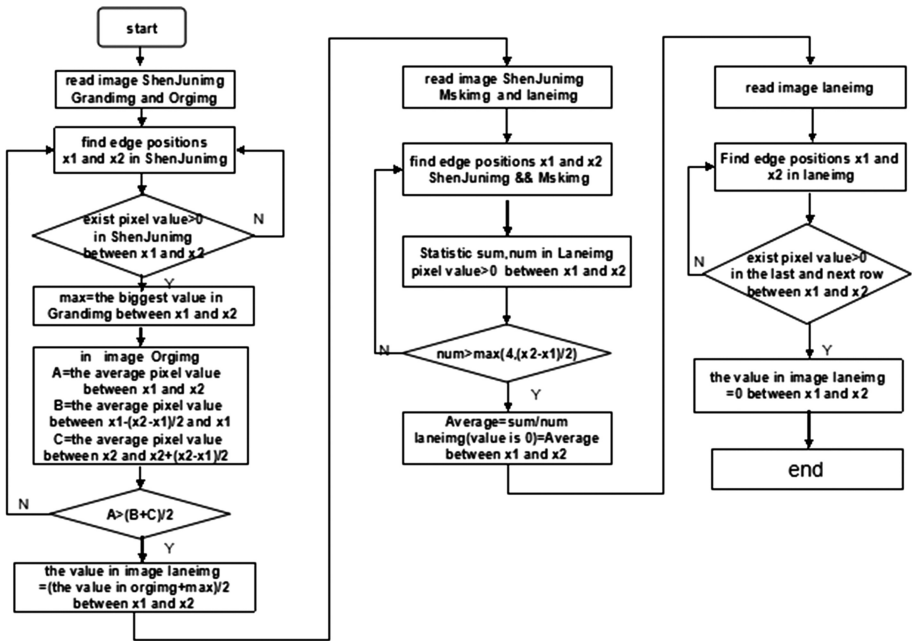 start
read image ShenJunimg
Grandimg and Orgimg
find edge positions
x1 and x2 in ShenJunimg
exist pixel value>0
in ShenJunimg
between x1 and x2
N
Y
max=the biggest value in
Grandimg between x1 and x2
in image Orgimg
A=the average pixel value
between x1 and x2
B=the average pixel value
between x1-(x2-x1)/2 and x1
C=the average pixel value
between x2 and x2+(x2-x1)/2
N
A>(B+C)/2
Y
the value in image laneimg
=(the value in orgimg+max)/2
between x1 and x2
read image ShenJunimg
Mskimg and laneimg
find edge positions x1 and x2
ShenJunimg && Mskimg
Statistic sum,num in Laneimg
pixel value>0 between x1 and x2
N
num>max(4,(x2-x1)/2)
Y
Average=sum/num
laneimg(value is 0)=Average
between x1 and x2
read image laneimg
Find edge positions x1 and
x2 in laneimg
N
exist pixel value>0
in the last and next row
between x1 and x2
Y
the value in image laneimg
=0 between x1 and x2
end